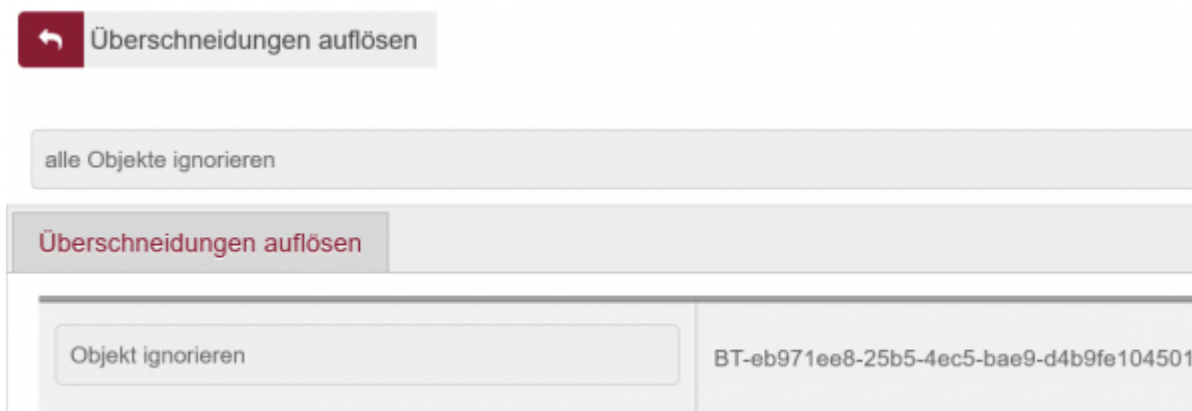 Überschneidungen auflösen
alle Objekte ignorieren
Überschneidungen auflösen
Objekt ignorieren
BT-eb971ee8-25b5-4ec5-bae9-d4b9fe104501